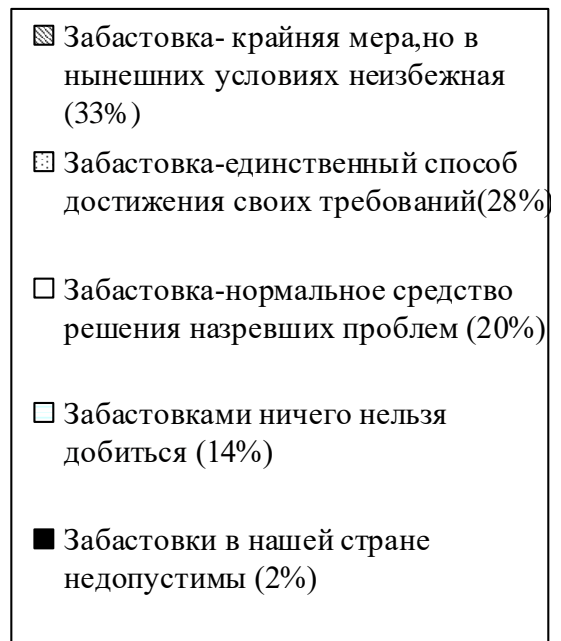 Забастовка- крайняя мера,но в
нынешних условиях неизбежная
(33%)
Забастовка-единственный способ
достижения своих требований(28%)
Забастовка-нормальное средство
решения назревших проблем (20%)
Забастовками ничего нельзя
добиться (14%)
Забастовки в нашей стране
недопустимы (2%)